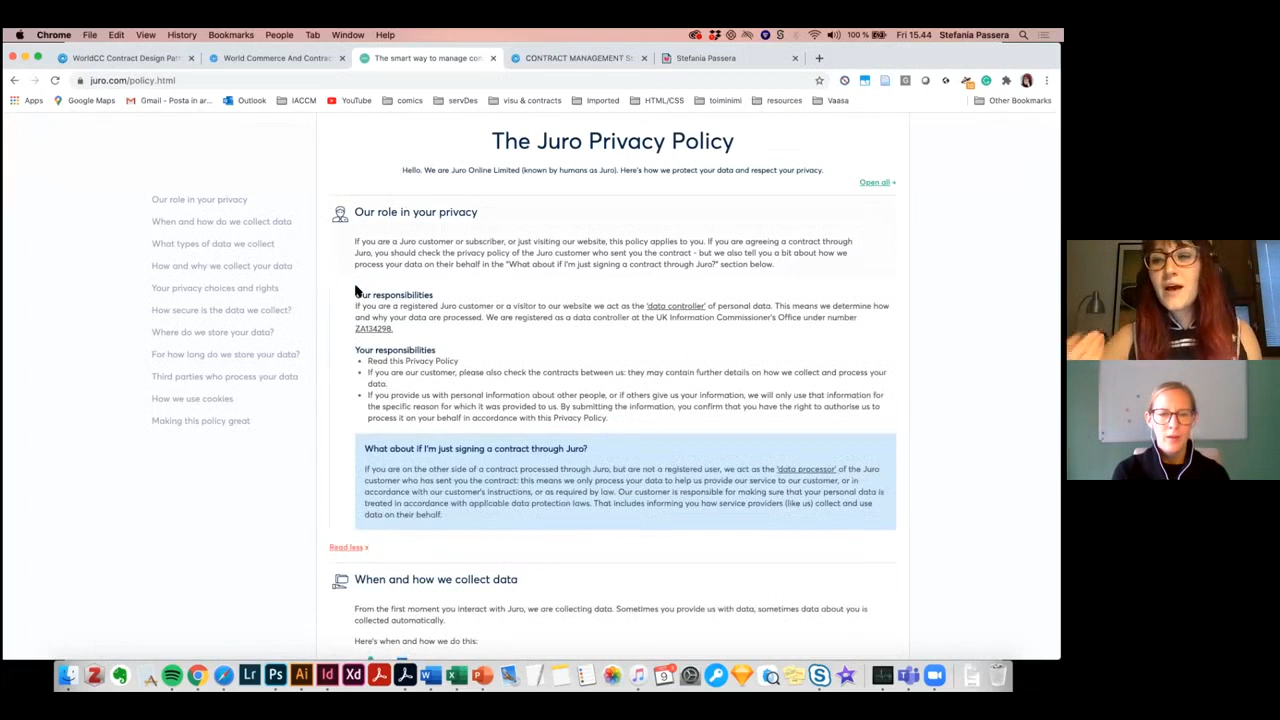 Chrome File Edit View History Bookmarks People Tab Window Help 100 % Fri 15.44 Stefania Passera
WorldCC Contract Design Pat World Commerce And Contrac The smart way to manage con CONTRACT MANAGEMENT St Stefania Passera
juro.com/policy.html
Apps Google Maps Gmail - Posta in ar... Outlook IACCM YouTube comics servDes visu & contracts Imported HTML/CSS toiminimi resources Vaasa Other Bookmarks
The Juro Privacy Policy
Hello. We are Juro Online Limited (known by humans as Juro). Here's how we protect your data and respect your privacy.
Open all +
Our role in your privacy
When and how do we collect data
What types of data we collect
How and why we collect your data
Your privacy choices and rights
How secure is the data we collect?
Where do we store your data?
For how long do we store your data?
Third parties who process your data
How we use cookies
Making this policy great
Our role in your privacy
If you are a Juro customer or subscriber, or just visiting our website, this policy applies to you. If you are agreeing a contract through
Juro, you should check the privacy policy of the Juro customer who sent you the contract - but we also tell you a bit about how we
process your data on their behalf in the "What about if I'm just signing a contract through Juro?" section below.
Our responsibilities
If you are a registered Juro customer or a visitor to our website we act as the 'data controller' of personal data. This means we determine how
and why your data are processed. We are registered as a data controller at the UK Information Commissioner's Office under number
ZA134298.
Your responsibilities
• Read this Privacy Policy
• If you are our customer, please also check the contracts between us: they may contain further details on how we collect and process your
data.
• If you provide us with personal information about other people, or if others give us your information, we will only use that information for
the specific reason for which it was provided to us. By submitting the information, you confirm that you have the right to authorise us to
process it on your behalf in accordance with this Privacy Policy.
What about if I'm just signing a contract through Juro?
If you are on the other side of a contract processed through Juro, but are not a registered user, we act as the 'data processor' of the Juro
customer who has sent you the contract: this means we only process your data to help us provide our service to our customer, or in
accordance with our customer's instructions, or as required by law. Our customer is responsible for making sure that your personal data is
treated in accordance with applicable data protection laws. That includes informing you how service providers (like us) collect and use
data on their behalf.
Read less x
When and how we collect data
From the first moment you interact with Juro, we are collecting data. Sometimes you provide us with data, sometimes data about you is
collected automatically.
Here's when and how we do this:
Lr Ps Ai Id Xd 9